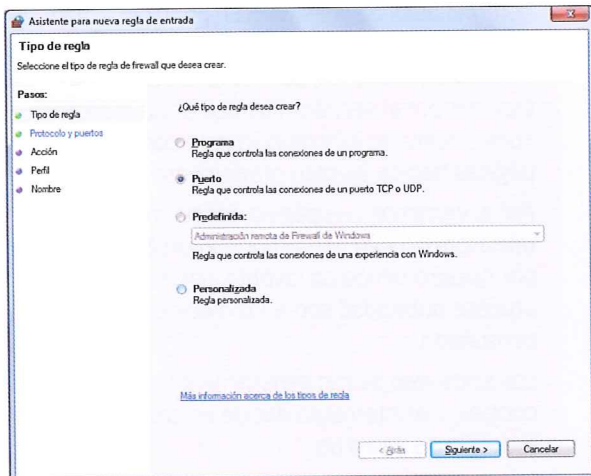 Asistente para nueva regla de entrada
Tipo de regla
Seleccione el tipo de regla de firewall que desea crear.
Pasos:
Tipo de regla
Protocolo y puertos
Acción
Perfil
Nombre
¿Qué tipo de regla desea crear?
Programa
Regla que controla las conexiones de un programa.
Puerto
Regla que controla las conexiones de un puerto TCP o UDP.
Predefinida:
Administración remota de Firewall de Windows
Regla que controla las conexiones de una experiencia con Windows.
Personalizada
Regla personalizada.
Más información acerca de los tipos de regla
< Atrás
Siguiente >
Cancelar